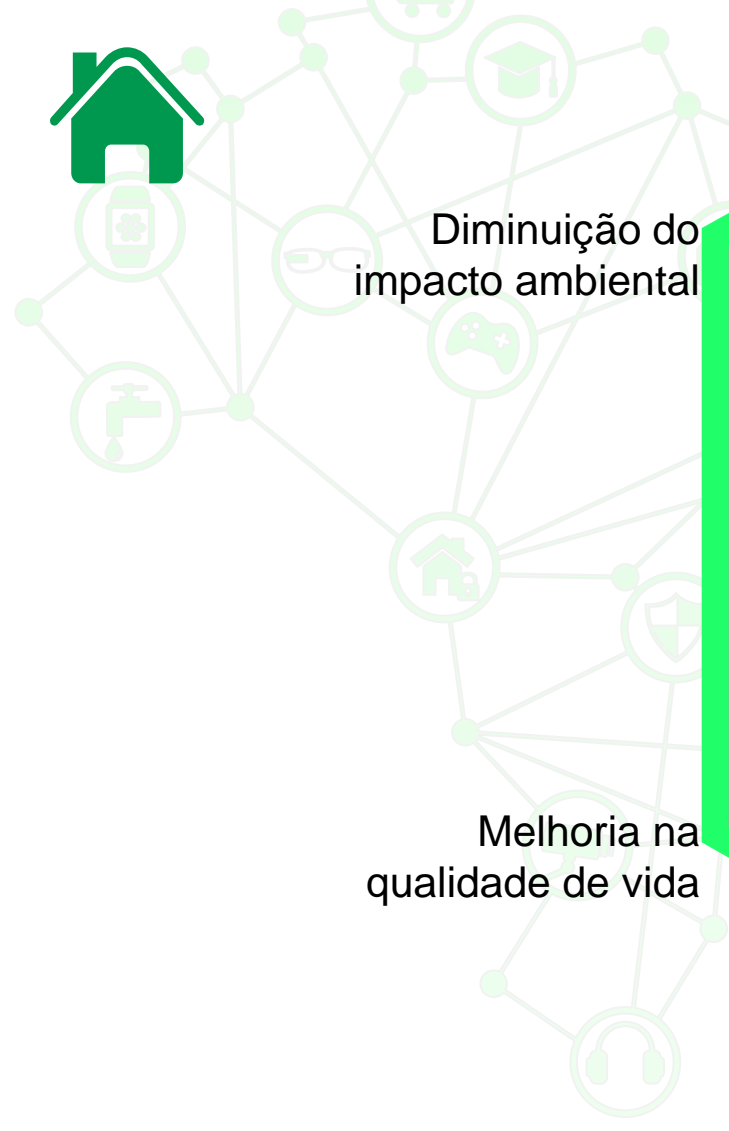 Diminuição do
impacto ambiental
Melhoria na
qualidade de vida